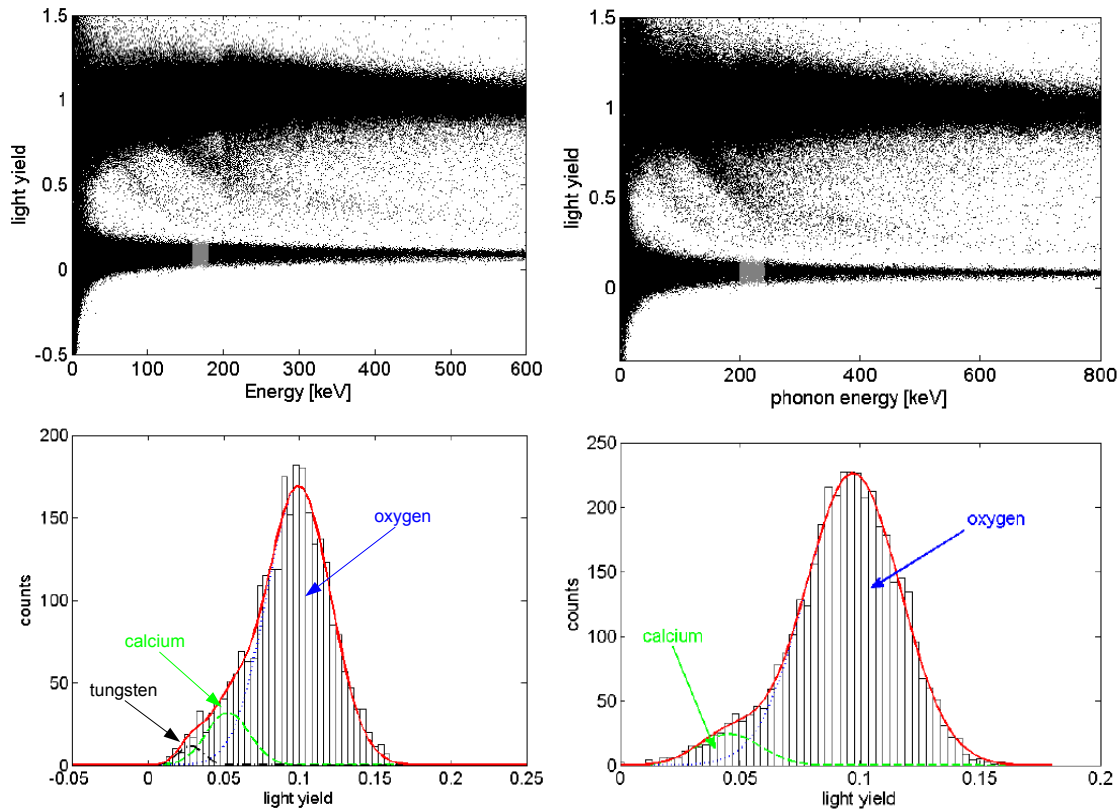 1.5
1
0.5
0
-0.5
light yield
0 100 200 300 400 500 600
Energy [keV]
1.5
1
0.5
0
light yield
0 200 400 600 800
phonon energy [keV]
200
150
100
50
0
counts
oxygen
calcium
tungsten
-0.05 0 0.05 0.1 0.15 0.2 0.25
light yield
250
200
150
100
50
0
counts
oxygen
calcium
0 0.05 0.1 0.15 0.2
light yield